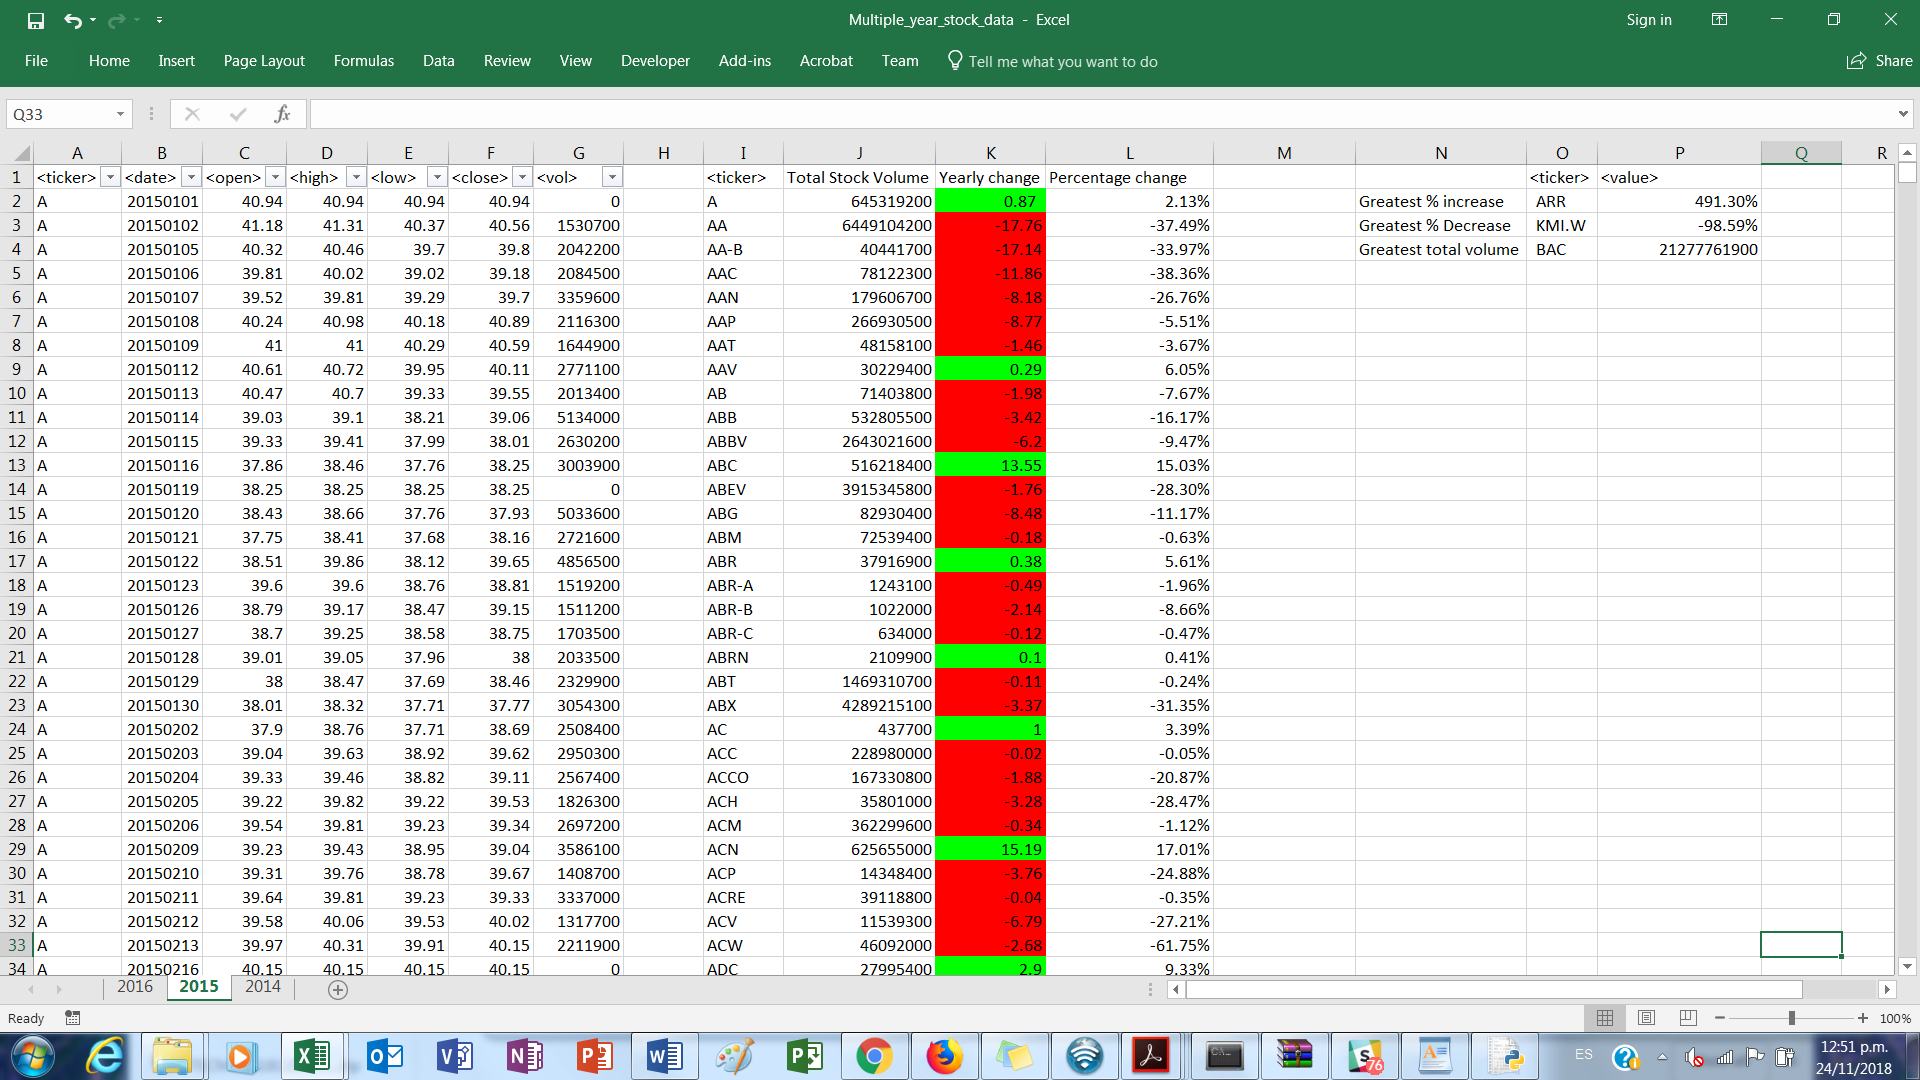 Multiple_year_stock_data - Excel Sign in
File Home Insert Page Layout Formulas Data Review View Developer Add-ins Acrobat Team Tell me what you want to do Share
Q33 fx
A B C D E F G H I J K L M N O P Q R
1 <ticker> <date> <open> <high> <low> <close> <vol> <ticker> Total Stock Volume Yearly change Percentage change <ticker> <value>
2 A 20150101 40.94 40.94 40.94 40.94 0 A 645319200 0.87 2.13% Greatest % increase ARR 491.30%
3 A 20150102 41.18 41.31 40.37 40.56 1530700 AA 6449104200 -17.76 -37.49% Greatest % Decrease KMI.W -98.59%
4 A 20150105 40.32 40.46 39.7 39.8 2042200 AA-B 40441700 -17.14 -33.97% Greatest total volume BAC 21277761900
5 A 20150106 39.81 40.02 39.02 39.18 2084500 AAC 78122300 -11.86 -38.36%
6 A 20150107 39.52 39.81 39.29 39.7 3359600 AAN 179606700 -8.18 -26.76%
7 A 20150108 40.24 40.98 40.18 40.89 2116300 AAP 266930500 -8.77 -5.51%
8 A 20150109 41 41 40.29 40.59 1644900 AAT 48158100 -1.46 -3.67%
9 A 20150112 40.61 40.72 39.95 40.11 2771100 AAV 30229400 0.29 6.05%
10 A 20150113 40.47 40.7 39.33 39.55 2013400 AB 71403800 -1.98 -7.67%
11 A 20150114 39.03 39.1 38.21 39.06 5134000 ABB 532805500 -3.42 -16.17%
12 A 20150115 39.33 39.41 37.99 38.01 2630200 ABBV 2643021600 -6.2 -9.47%
13 A 20150116 37.86 38.46 37.76 38.25 3003900 ABC 516218400 13.55 15.03%
14 A 20150119 38.25 38.25 38.25 38.25 0 ABEV 3915345800 -1.76 -28.30%
15 A 20150120 38.43 38.66 37.76 37.93 5033600 ABG 82930400 -8.48 -11.17%
16 A 20150121 37.75 38.41 37.68 38.16 2721600 ABM 72539400 -0.18 -0.63%
17 A 20150122 38.51 39.86 38.12 39.65 4856500 ABR 37916900 0.38 5.61%
18 A 20150123 39.6 39.6 38.76 38.81 1519200 ABR-A 1243100 -0.49 -1.96%
19 A 20150126 38.79 39.17 38.47 39.15 1511200 ABR-B 1022000 -2.14 -8.66%
20 A 20150127 38.7 39.25 38.58 38.75 1703500 ABR-C 634000 -0.12 -0.47%
21 A 20150128 39.01 39.05 37.96 38 2033500 ABRN 2109900 0.1 0.41%
22 A 20150129 38 38.47 37.69 38.46 2329900 ABT 1469310700 -0.11 -0.24%
23 A 20150130 38.01 38.32 37.71 37.77 3054300 ABX 4289215100 -3.37 -31.35%
24 A 20150202 37.9 38.76 37.71 38.69 2508400 AC 437700 1 3.39%
25 A 20150203 39.04 39.63 38.92 39.62 2950300 ACC 228980000 -0.02 -0.05%
26 A 20150204 39.33 39.46 38.82 39.11 2567400 ACCO 167330800 -1.88 -20.87%
27 A 20150205 39.22 39.82 39.22 39.53 1826300 ACH 35801000 -3.28 -28.47%
28 A 20150206 39.54 39.81 39.23 39.34 2697200 ACM 362299600 -0.34 -1.12%
29 A 20150209 39.23 39.43 38.95 39.04 3586100 ACN 625655000 15.19 17.01%
30 A 20150210 39.31 39.76 38.78 39.67 1408700 ACP 14348400 -3.76 -24.88%
31 A 20150211 39.64 39.81 39.23 39.33 3337000 ACRE 39118800 -0.04 -0.35%
32 A 20150212 39.58 40.06 39.53 40.02 1317700 ACV 11539300 -6.79 -27.21%
33 A 20150213 39.97 40.31 39.91 40.15 2211900 ACW 46092000 -2.68 -61.75%
34 A 20150216 40.15 40.15 40.15 40.15 0 ADC 27995400 2.9 9.33%
2016 2015 2014
Ready 100%
ES 12:51 p.m.
24/11/2018